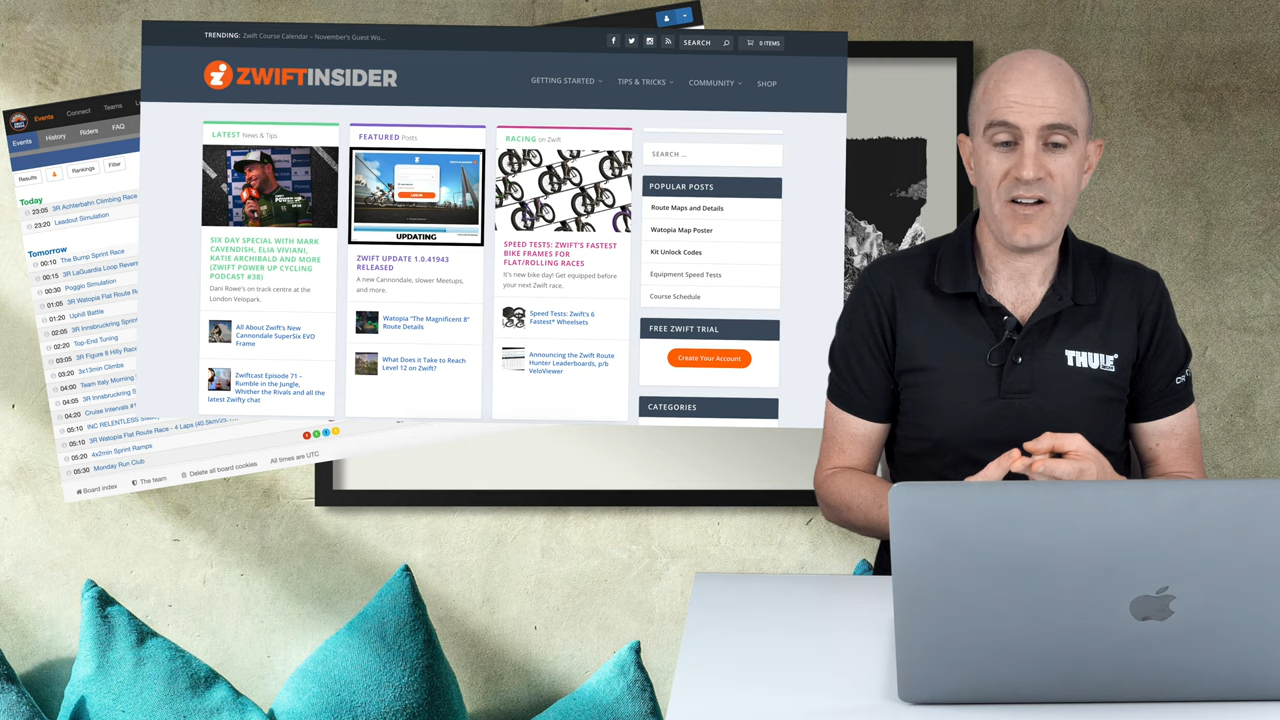 TRENDING: Zwift Course Calendar – November's Guest Wo...
SEARCH
0 ITEMS
ZWIFTINSIDER
GETTING STARTED
TIPS & TRICKS
COMMUNITY
SHOP
LATEST News & Tips
SIX DAY SPECIAL WITH MARK
CAVENDISH, ELIA VIVIANI,
KATIE ARCHIBALD AND MORE
(ZWIFT POWER UP CYCLING
PODCAST #38)
Dani Rowe's on track centre at the
London Velopark.
All About Zwift's New
Cannondale SuperSix EVO
Frame
Zwiftcast Episode 71 –
Rumble in the Jungle,
Whither the Rivals and all the
latest Zwifty chat
FEATURED Posts
LOG IN
UPDATING
ZWIFT UPDATE 1.0.41943
RELEASED
A new Cannondale, slower Meetups,
and more.
Watopia "The Magnificent 8"
Route Details
What Does it Take to Reach
Level 12 on Zwift?
RACING on Zwift
SPEED TESTS: ZWIFT'S FASTEST
BIKE FRAMES FOR
FLAT/ROLLING RACES
It's new bike day! Get equipped before
your next Zwift race.
Speed Tests: Zwift's 6
Fastest* Wheelsets
Announcing the Zwift Route
Hunter Leaderboards, p/b
VeloViewer
SEARCH ...
POPULAR POSTS
Route Maps and Details
Watopia Map Poster
Kit Unlock Codes
Equipment Speed Tests
Course Schedule
FREE ZWIFT TRIAL
Create Your Account
CATEGORIES
Events
Connect
Teams
Events
History
Riders
FAQ
Results
Rankings
Filter
Today
23:05 3R Achterbahn Climbing Race
23:20 Leadout Simulation
Tomorrow
00:10 The Bump Sprint Race
00:15 3R LaGuardia Loop Revers
00:30 Poggio Simulation
01:05 3R Watopia Flat Route R
01:20 Uphill Battle
02:05 3R Innsbruckring Sprin
02:20 Top-End Tuning
03:05 3R Figure 8 Hilly Race
03:20 3x13min Climbs
04:00 Team Italy Morning
04:05 3R Innsbruckring S
04:20 Cruise Intervals #1
05:10 INC RELENTLESS
05:10 3R Watopia Flat Route Race - 4 Laps
05:20 4x2min Sprint Ramps
05:30 Monday Run Club
Board index
The team
Delete all board cookies
All times are UTC
THULE